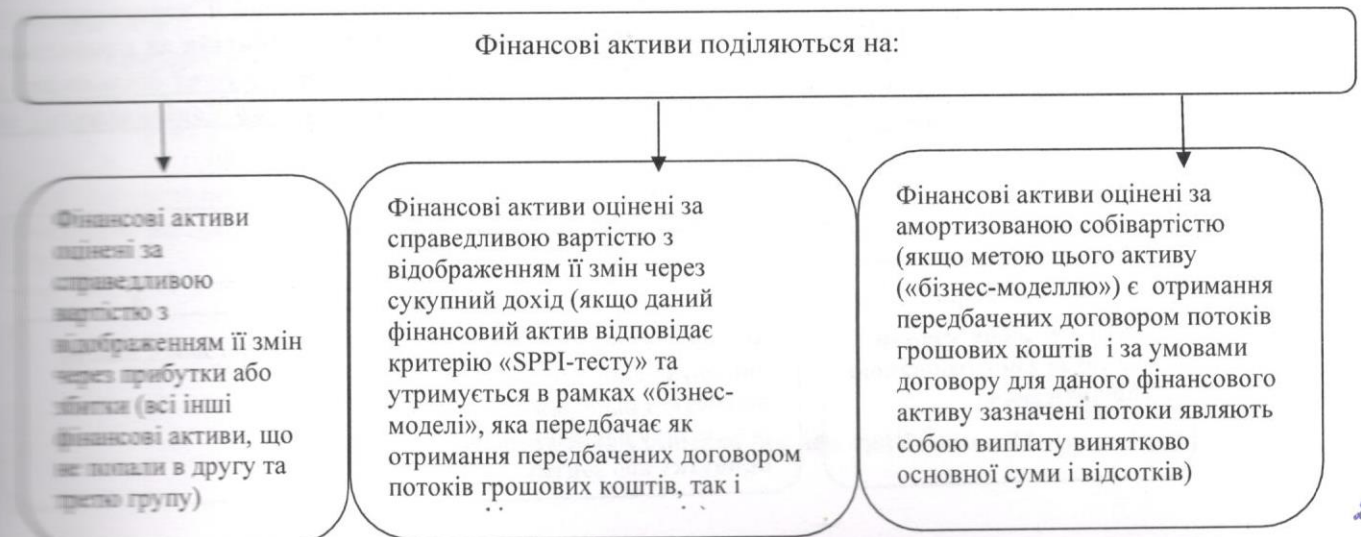 Фінансові активи поділяються на:
Фінансові активи
оцінені за
справедливою
вартістю з
відображенням її змін
через прибутки або
збитки (всі інші
фінансові активи, що
не попали в другу та
третю групу)
Фінансові активи оцінені за
справедливою вартістю з
відображенням її змін через
сукупний дохід (якщо даний
фінансовий актив відповідає
критерію «SPPI-тесту» та
утримується в рамках «бізнес-
моделі», яка передбачає як
отримання передбачених договором
потоків грошових коштів, так і
Фінансові активи оцінені за
амортизованою собівартістю
(якщо метою цього активу
(«бізнес-моделлю») є отримання
передбачених договором потоків
грошових коштів і за умовами
договору для даного фінансового
активу зазначені потоки являють
собою виплату винятково
основної суми і відсотків)